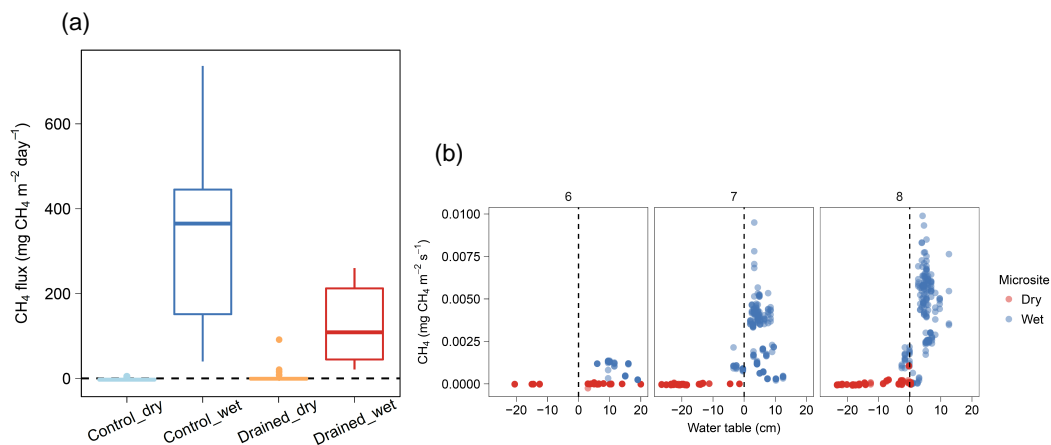 (a)
CH₄ flux (mg CH₄ m⁻² day⁻¹)
600
400
200
0
Control_dry
Control_wet
Drained_dry
Drained_wet
(b)
6
7
8
CH₄ (mg CH₄ m⁻² s⁻¹)
0.0100
0.0075
0.0050
0.0025
0.0000
−20 −10 0 10 20
−20 −10 0 10 20
−20 −10 0 10 20
Water table (cm)
Microsite
Dry
Wet